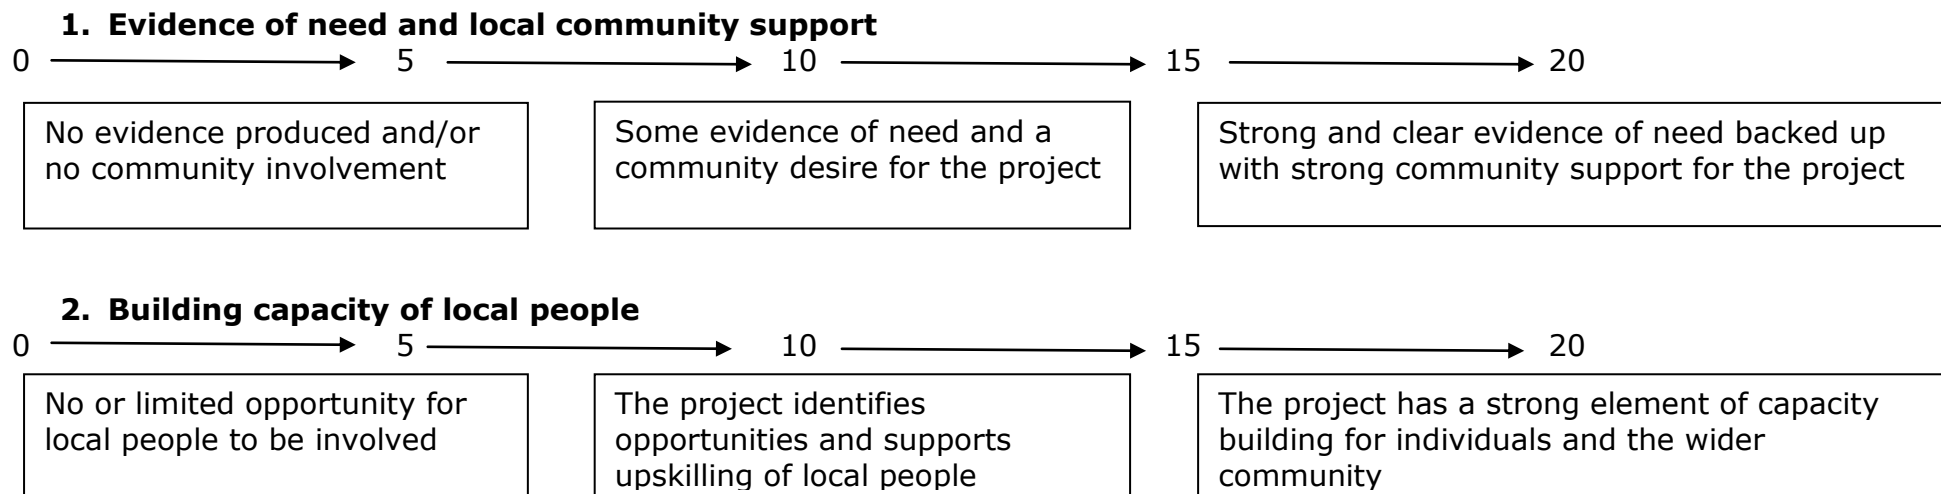 1. Evidence of need and local community support
0 5 10 15 20
No evidence produced and/or
no community involvement
Some evidence of need and a
community desire for the project
Strong and clear evidence of need backed up
with strong community support for the project
2. Building capacity of local people
0 5 10 15 20
No or limited opportunity for
local people to be involved
The project identifies
opportunities and supports
upskilling of local people
The project has a strong element of capacity
building for individuals and the wider
community